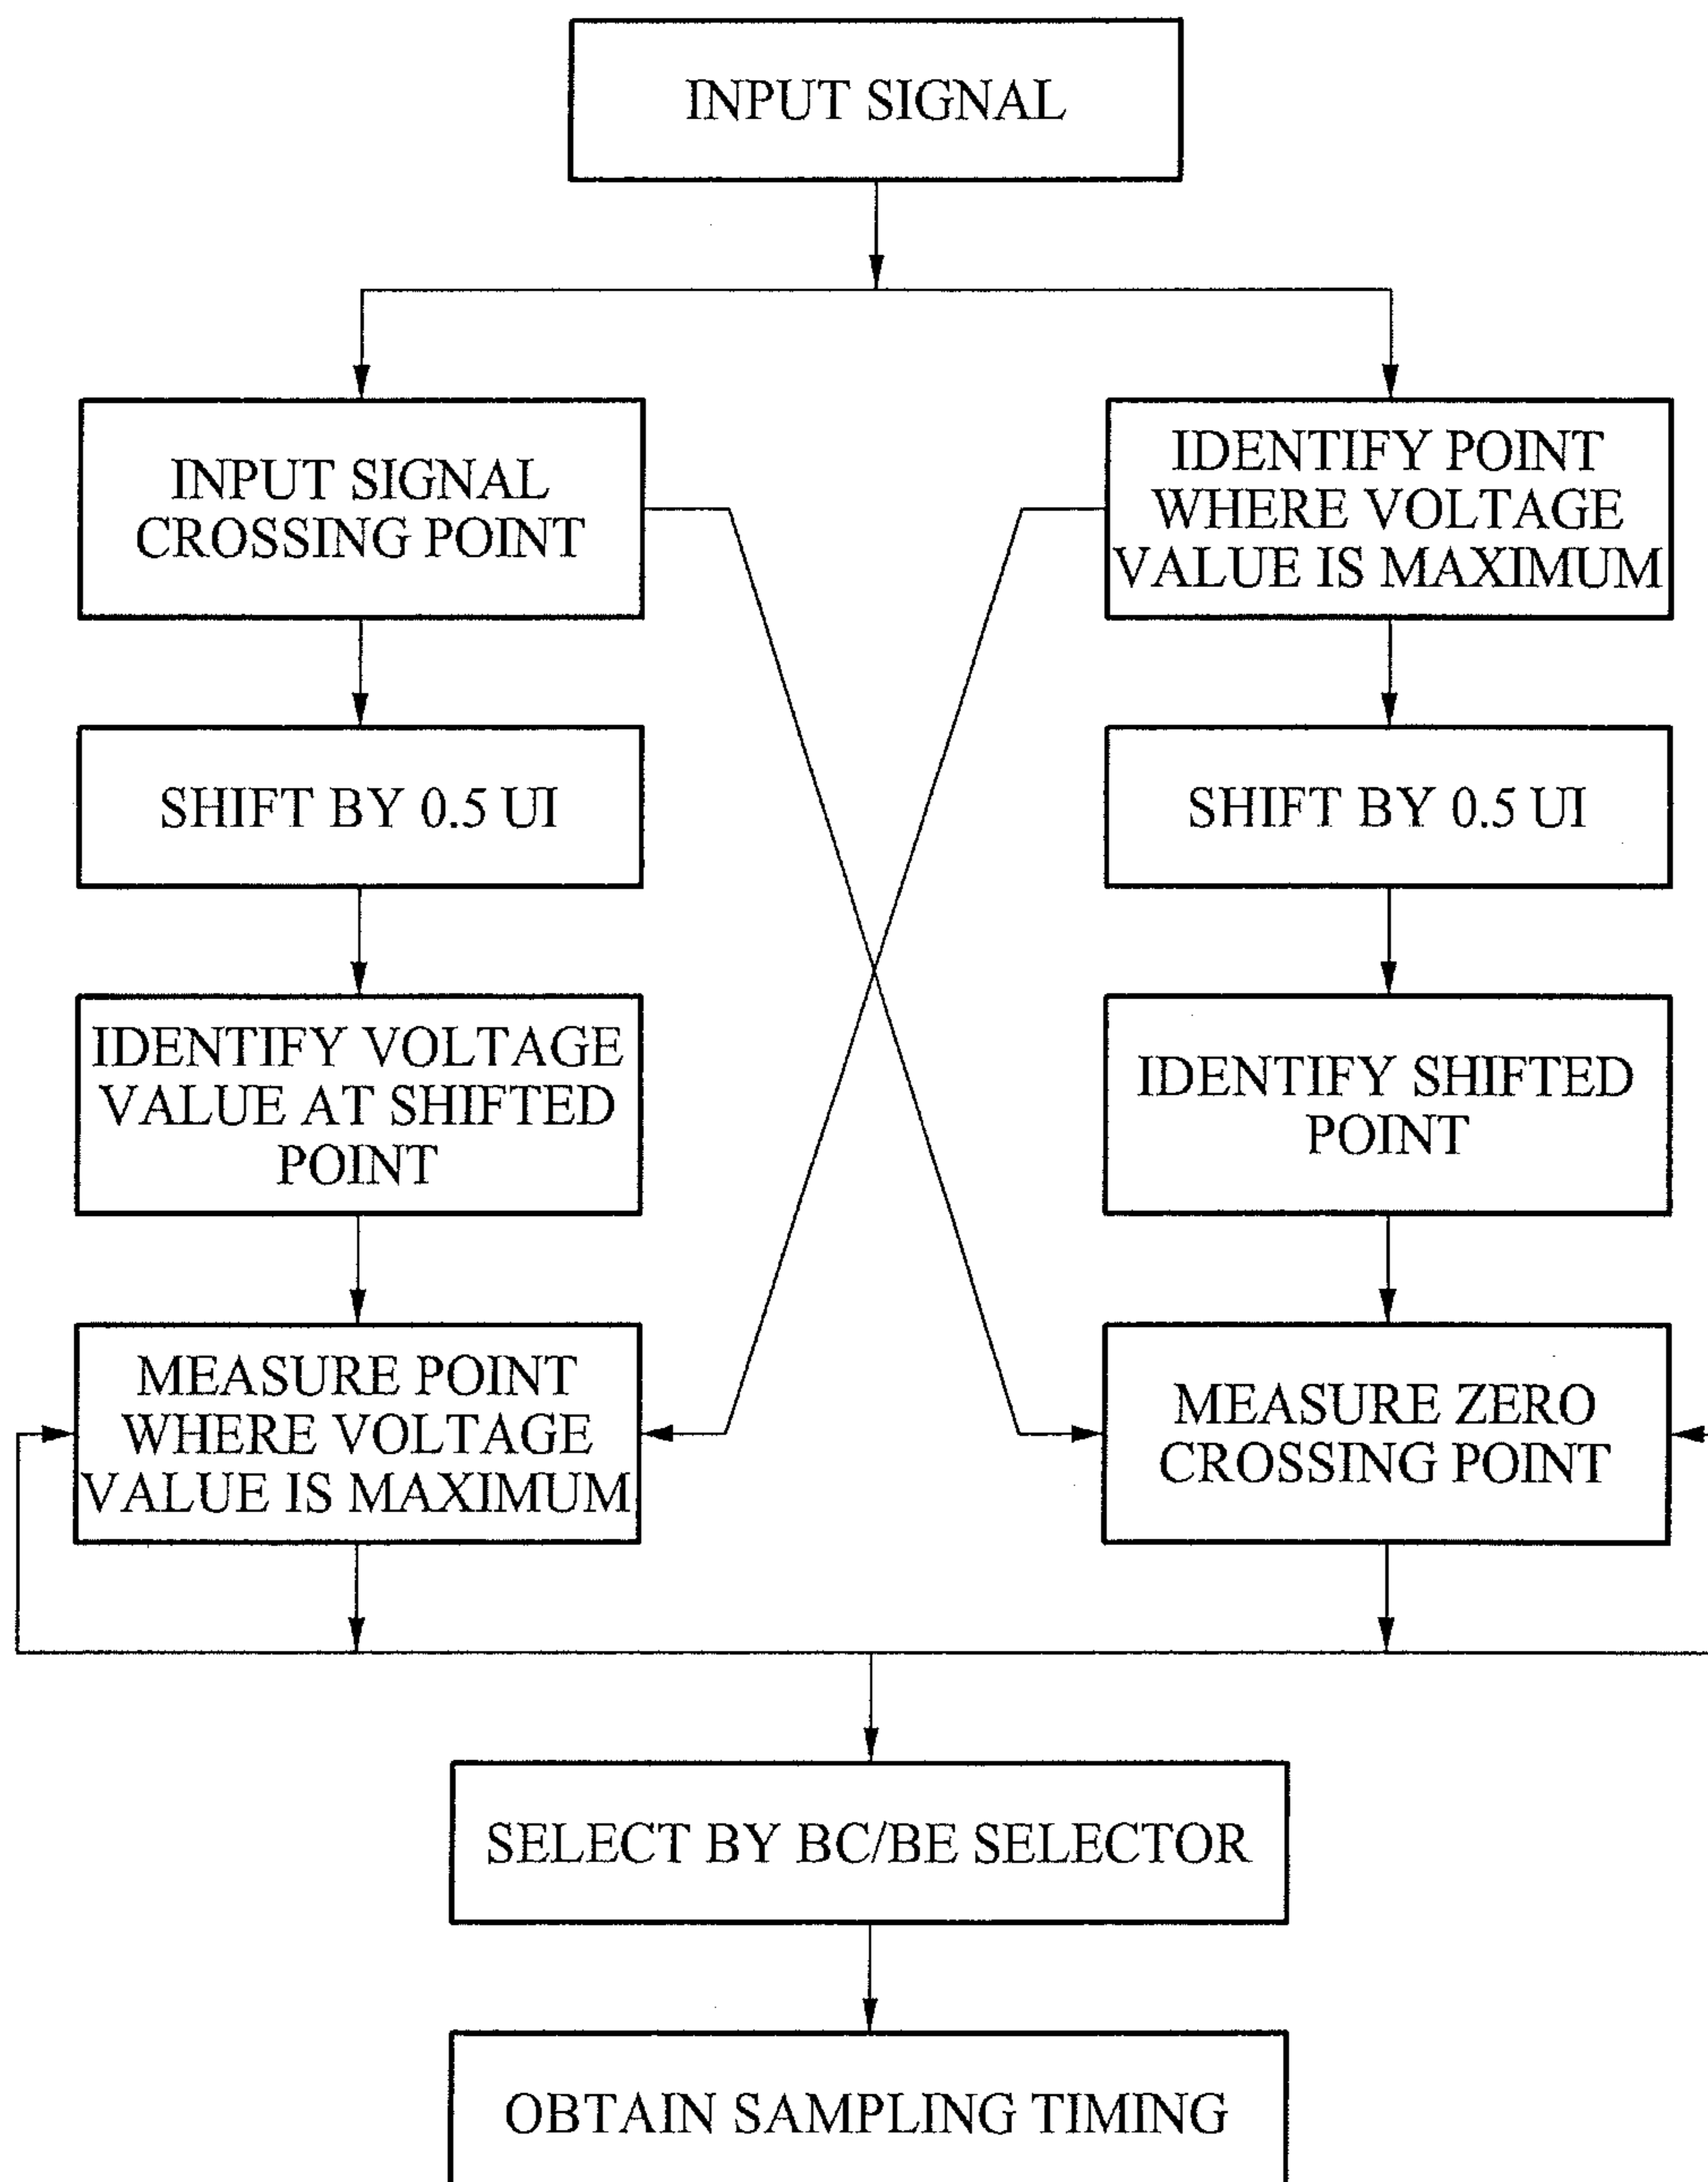 INPUT SIGNAL
INPUT SIGNAL
CROSSING POINT
IDENTIFY POINT
WHERE VOLTAGE
VALUE IS MAXIMUM
SHIFT BY 0.5 UI
SHIFT BY 0.5 UI
IDENTIFY VOLTAGE
VALUE AT SHIFTED
POINT
IDENTIFY SHIFTED
POINT
MEASURE POINT
WHERE VOLTAGE
VALUE IS MAXIMUM
MEASURE ZERO
CROSSING POINT
SELECT BY BC/BE SELECTOR
OBTAIN SAMPLING TIMING